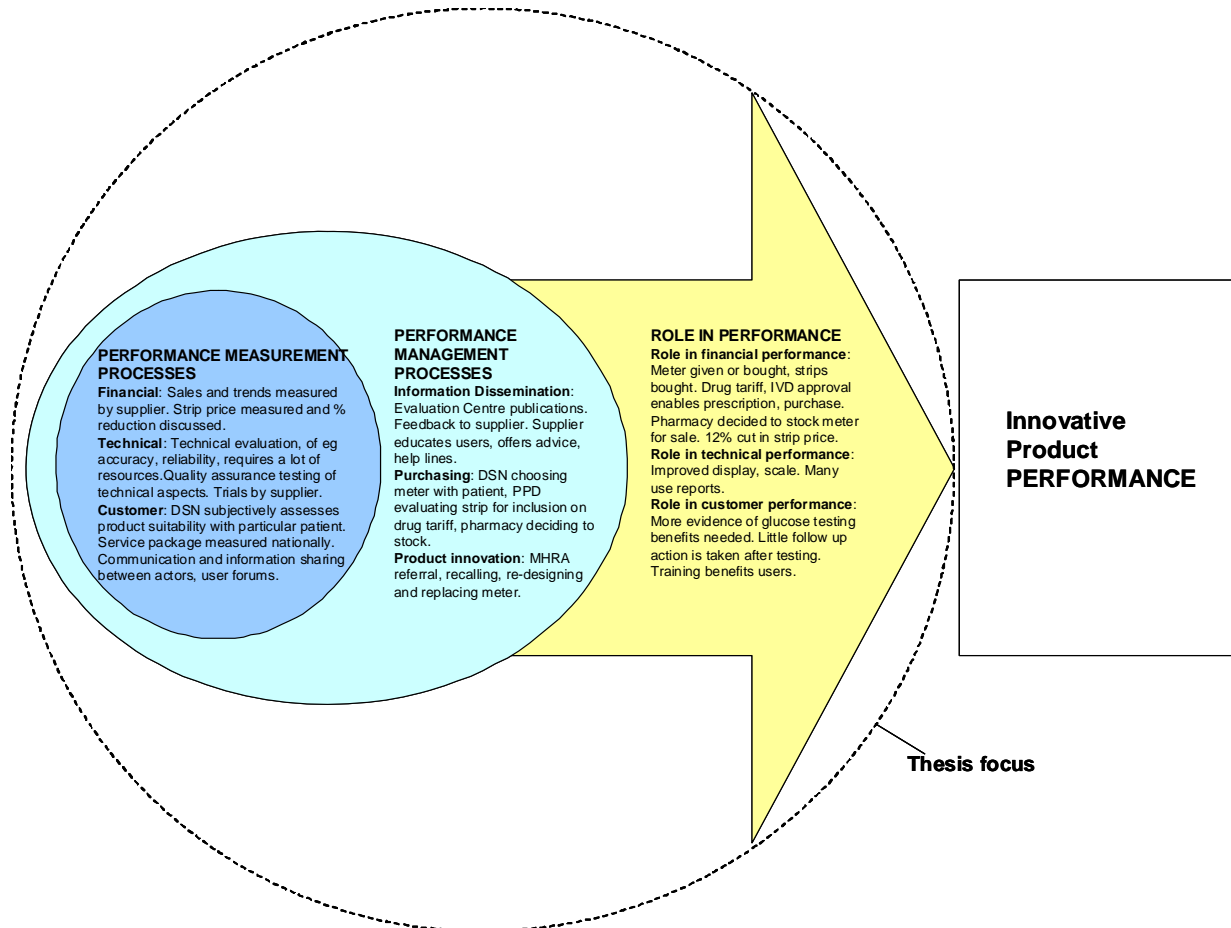 PERFORMANCE MEASUREMENT
PROCESSES
Financial: Sales and trends measured
by supplier. Strip price measured and %
reduction discussed.
Technical: Technical evaluation, of eg
accuracy, reliability, requires a lot of
resources.Quality assurance testing of
technical aspects. Trials by supplier.
Customer: DSN subjectively assesses
product suitability with particular patient.
Service package measured nationally.
Communication and information sharing
between actors, user forums.
PERFORMANCE
MANAGEMENT
PROCESSES
Information Dissemination:
Evaluation Centre publications.
Feedback to supplier. Supplier
educates users, offers advice,
help lines.
Purchasing: DSN choosing
meter with patient, PPD
evaluating strip for inclusion on
drug tariff, pharmacy deciding to
stock.
Product innovation: MHRA
referral, recalling, re-designing
and replacing meter.
ROLE IN PERFORMANCE
Role in financial performance:
Meter given or bought, strips
bought. Drug tariff, IVD approval
enables prescription, purchase.
Pharmacy decided to stock meter
for sale. 12% cut in strip price.
Role in technical performance:
Improved display, scale. Many
use reports.
Role in customer performance:
More evidence of glucose testing
benefits needed. Little follow up
action is taken after testing.
Training benefits users.
Innovative
Product
PERFORMANCE
Thesis focus